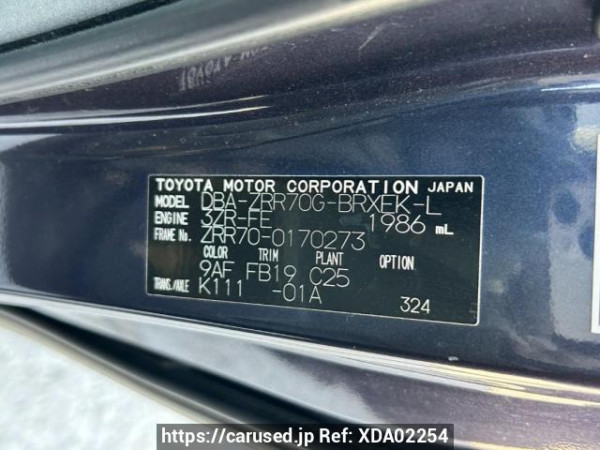 TOYOTA MOTOR CORPORATION JAPAN
MODEL DBA-ZRR70G-BRXEK-L
ENGINE 3ZR-FE 1986 mL
FRAME No. ZRR70-0170273
COLOR TRIM PLANT OPTION
9AF FB19 C25
TRANS./AXLE K111 -01A 324
https://carused.jp Ref: XDA02254